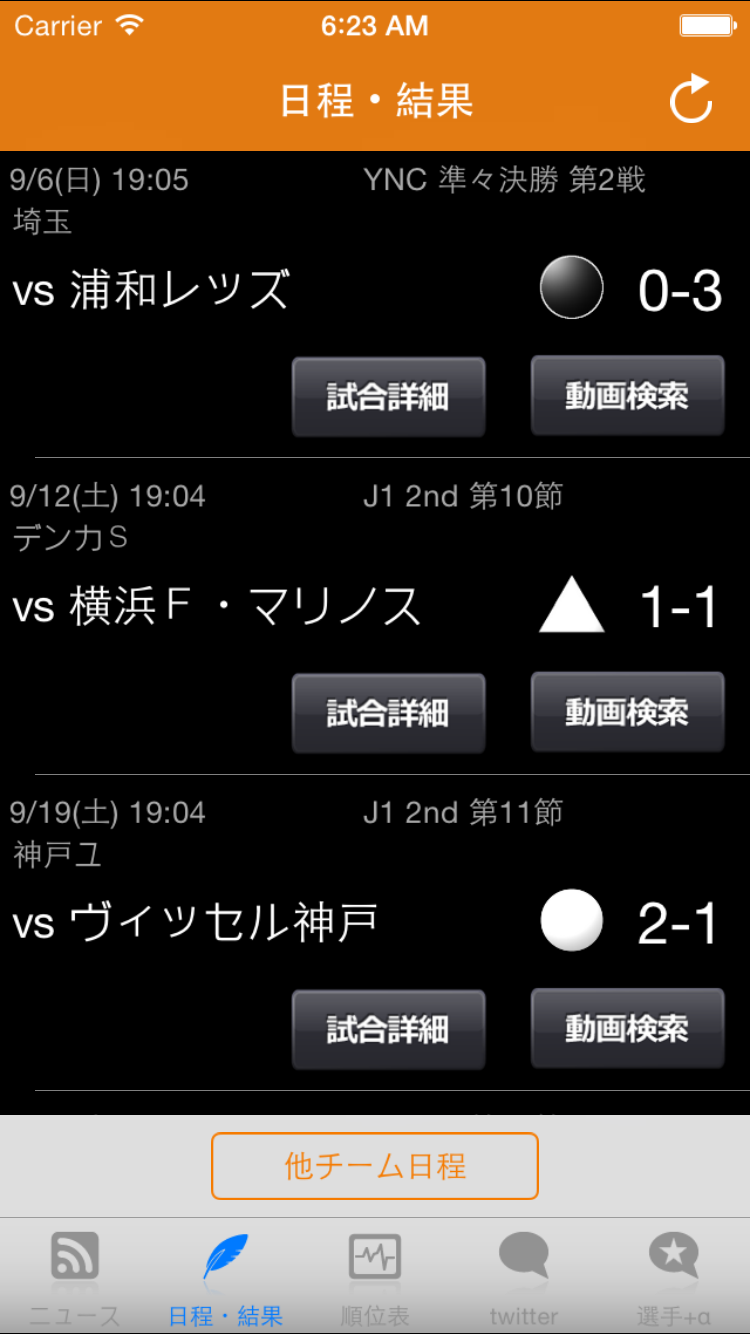 Carrier 6:23 AM
日程・結果
9/6(日) 19:05 YNC 準々決勝 第2戦
埼玉
vs 浦和レッズ 0-3
試合詳細 動画検索
9/12(土) 19:04 J1 2nd 第10節
デンカＳ
vs 横浜Ｆ・マリノス 1-1
試合詳細 動画検索
9/19(土) 19:04 J1 2nd 第11節
神戸ユ
vs ヴィッセル神戸 2-1
試合詳細 動画検索
他チーム日程
ニュース 日程・結果 順位表 twitter 選手+α